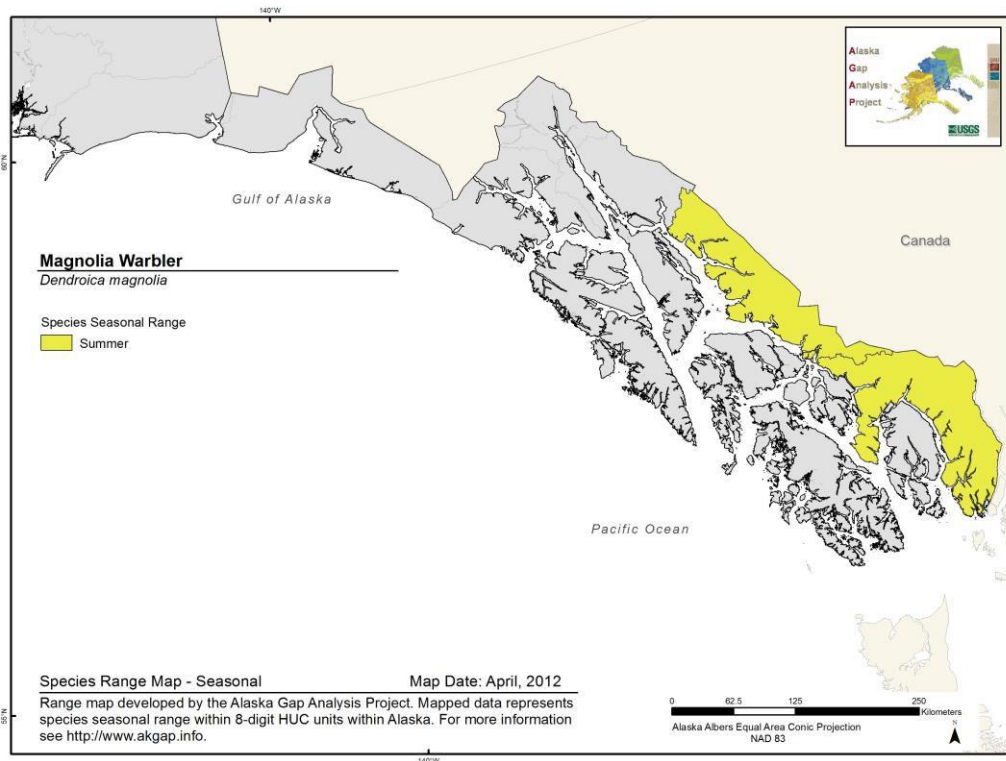 140°W
Alaska
Gap
Analysis
Project
USGS
60°N
Gulf of Alaska
Canada
Magnolia Warbler
Dendroica magnolia
Species Seasonal Range
Summer
Pacific Ocean
Species Range Map - Seasonal Map Date: April, 2012
Range map developed by the Alaska Gap Analysis Project. Mapped data represents
species seasonal range within 8-digit HUC units within Alaska. For more information
see http://www.akgap.info.
0 62.5 125 250
Kilometers
Alaska Albers Equal Area Conic Projection
NAD 83
N
55°N
140°W